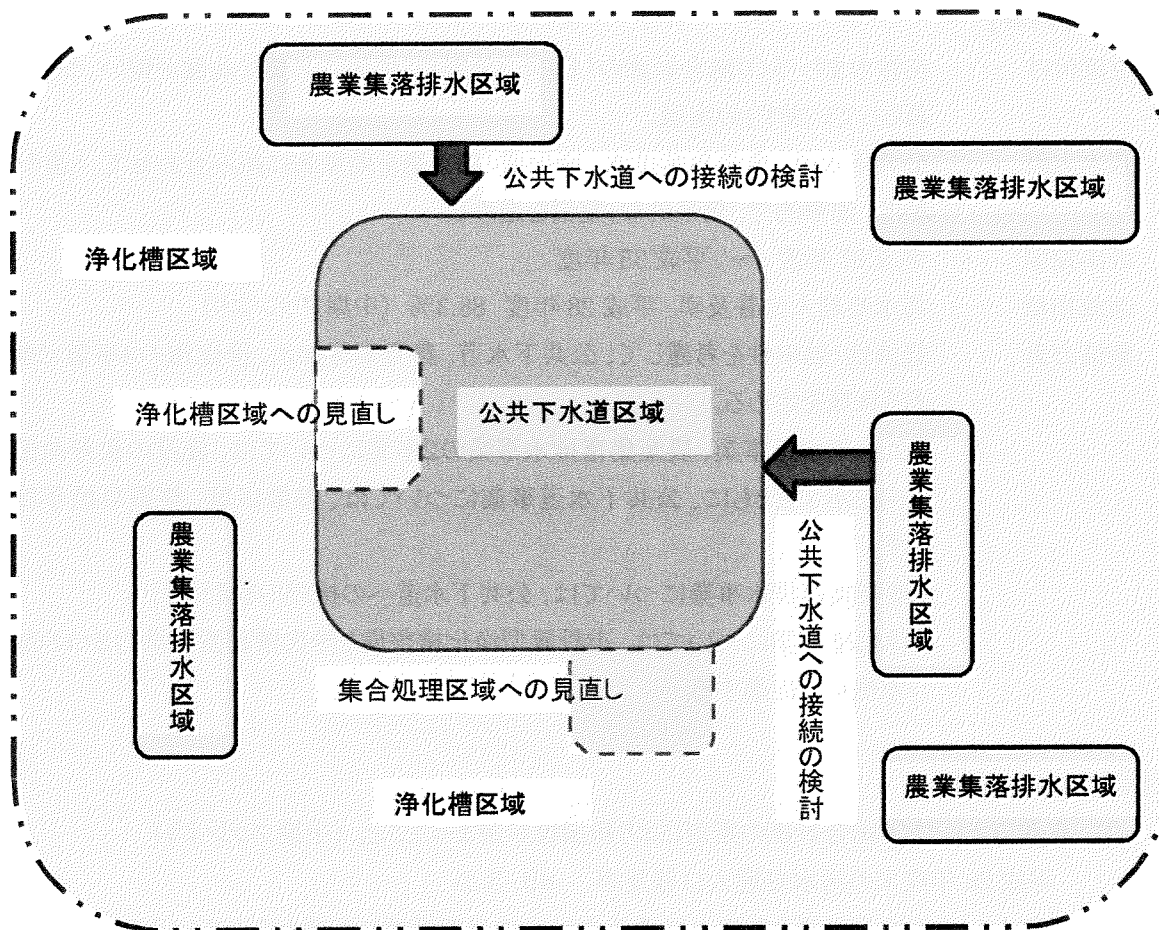 農業集落排水区域
公共下水道への接続の検討
農業集落排水区域
浄化槽区域
浄化槽区域への見直し
公共下水道区域
農業集落排水区域
公共下水道への接続の検討
農業集落排水区域
集合処理区域への見直し
農業集落排水区域
浄化槽区域